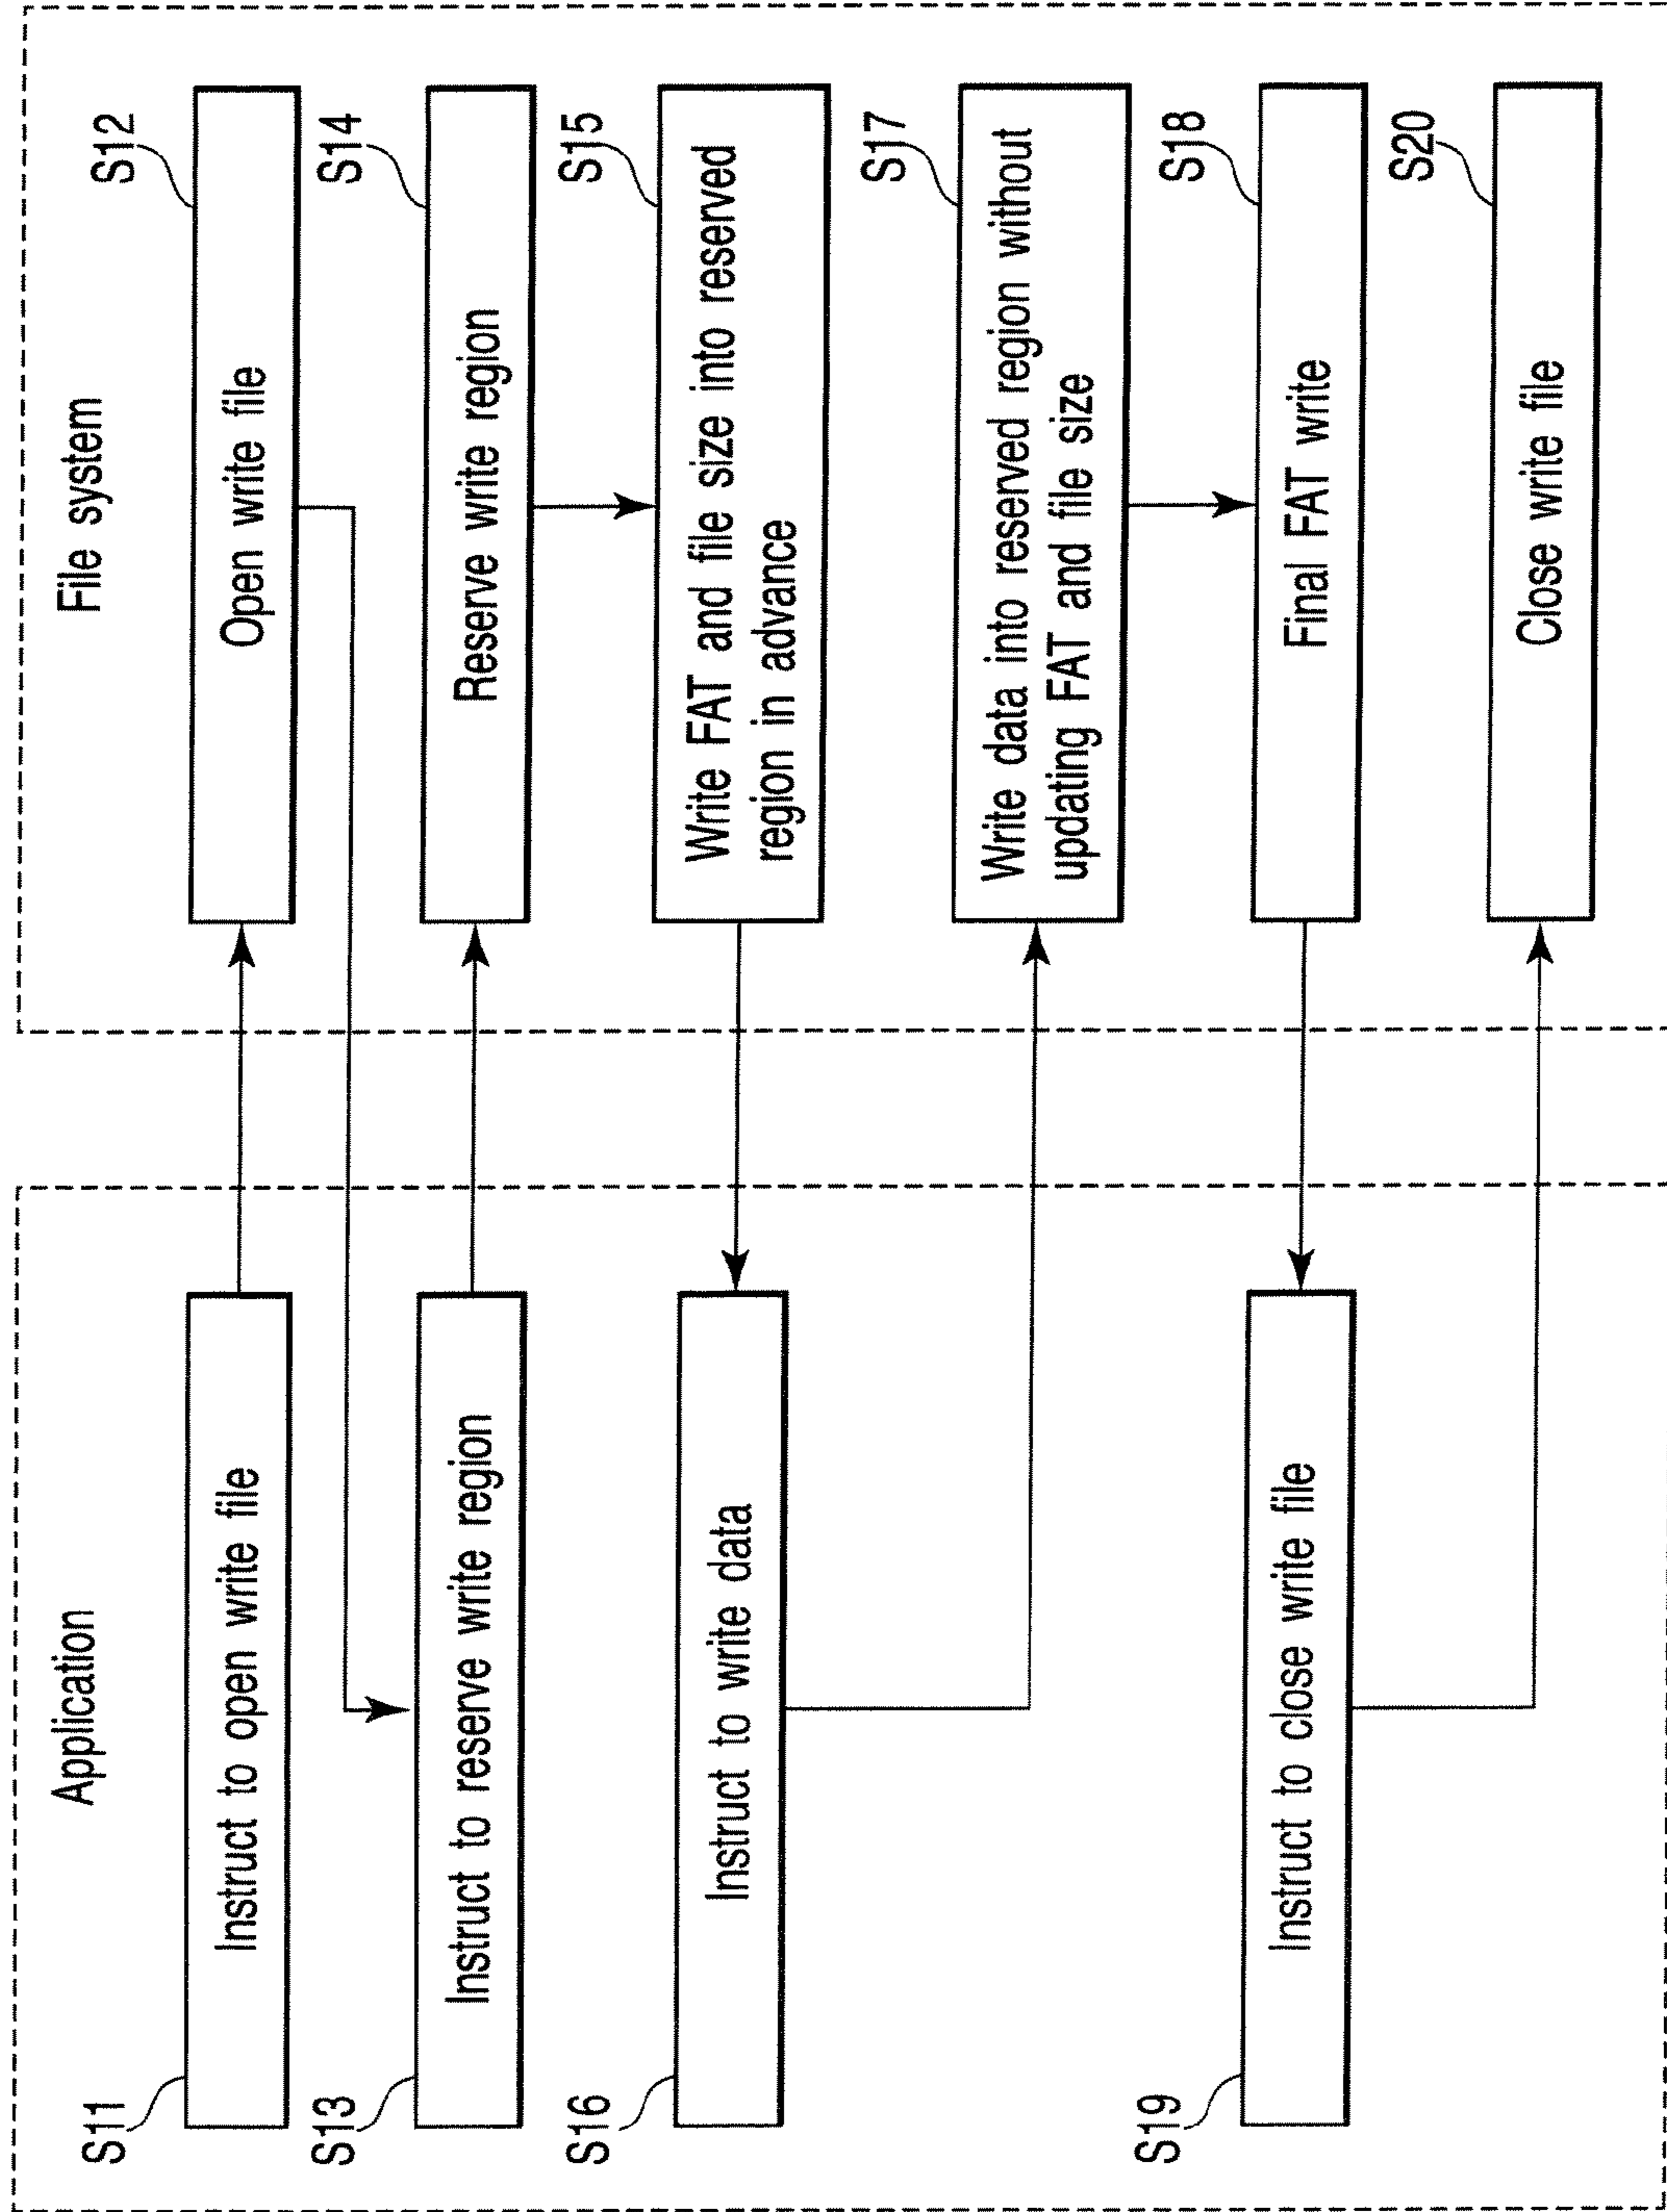 Application
File system
S11
Instruct to open write file
S12
Open write file
S13
Instruct to reserve write region
S14
Reserve write region
S15
Write FAT and file size into reserved
region in advance
S16
Instruct to write data
S17
Write data into reserved region without
updating FAT and file size
S18
Final FAT write
S19
Instruct to close write file
S20
Close write file